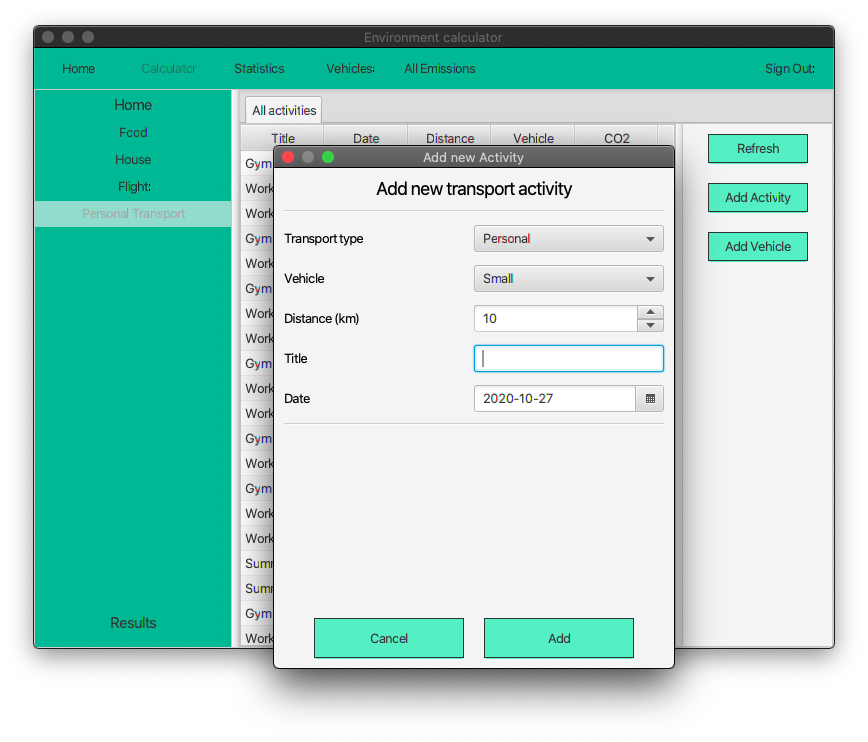 Environment calculator
Home Calculator Statistics Vehicles: All Emissions Sign Out:
Home
Food
House
Flight:
Personal Transport
Results
All activities
Title Date Distance Vehicle CO2
Gym
Work
Work
Gym
Work
Gym
Work
Work
Gym
Work
Work
Gym
Work
Gym
Work
Work
Sum
Sum
Gym
Work
Refresh
Add Activity
Add Vehicle
Add new Activity
Add new transport activity
Transport type Personal
Vehicle Small
Distance (km) 10
Title
Date 2020-10-27
Cancel Add